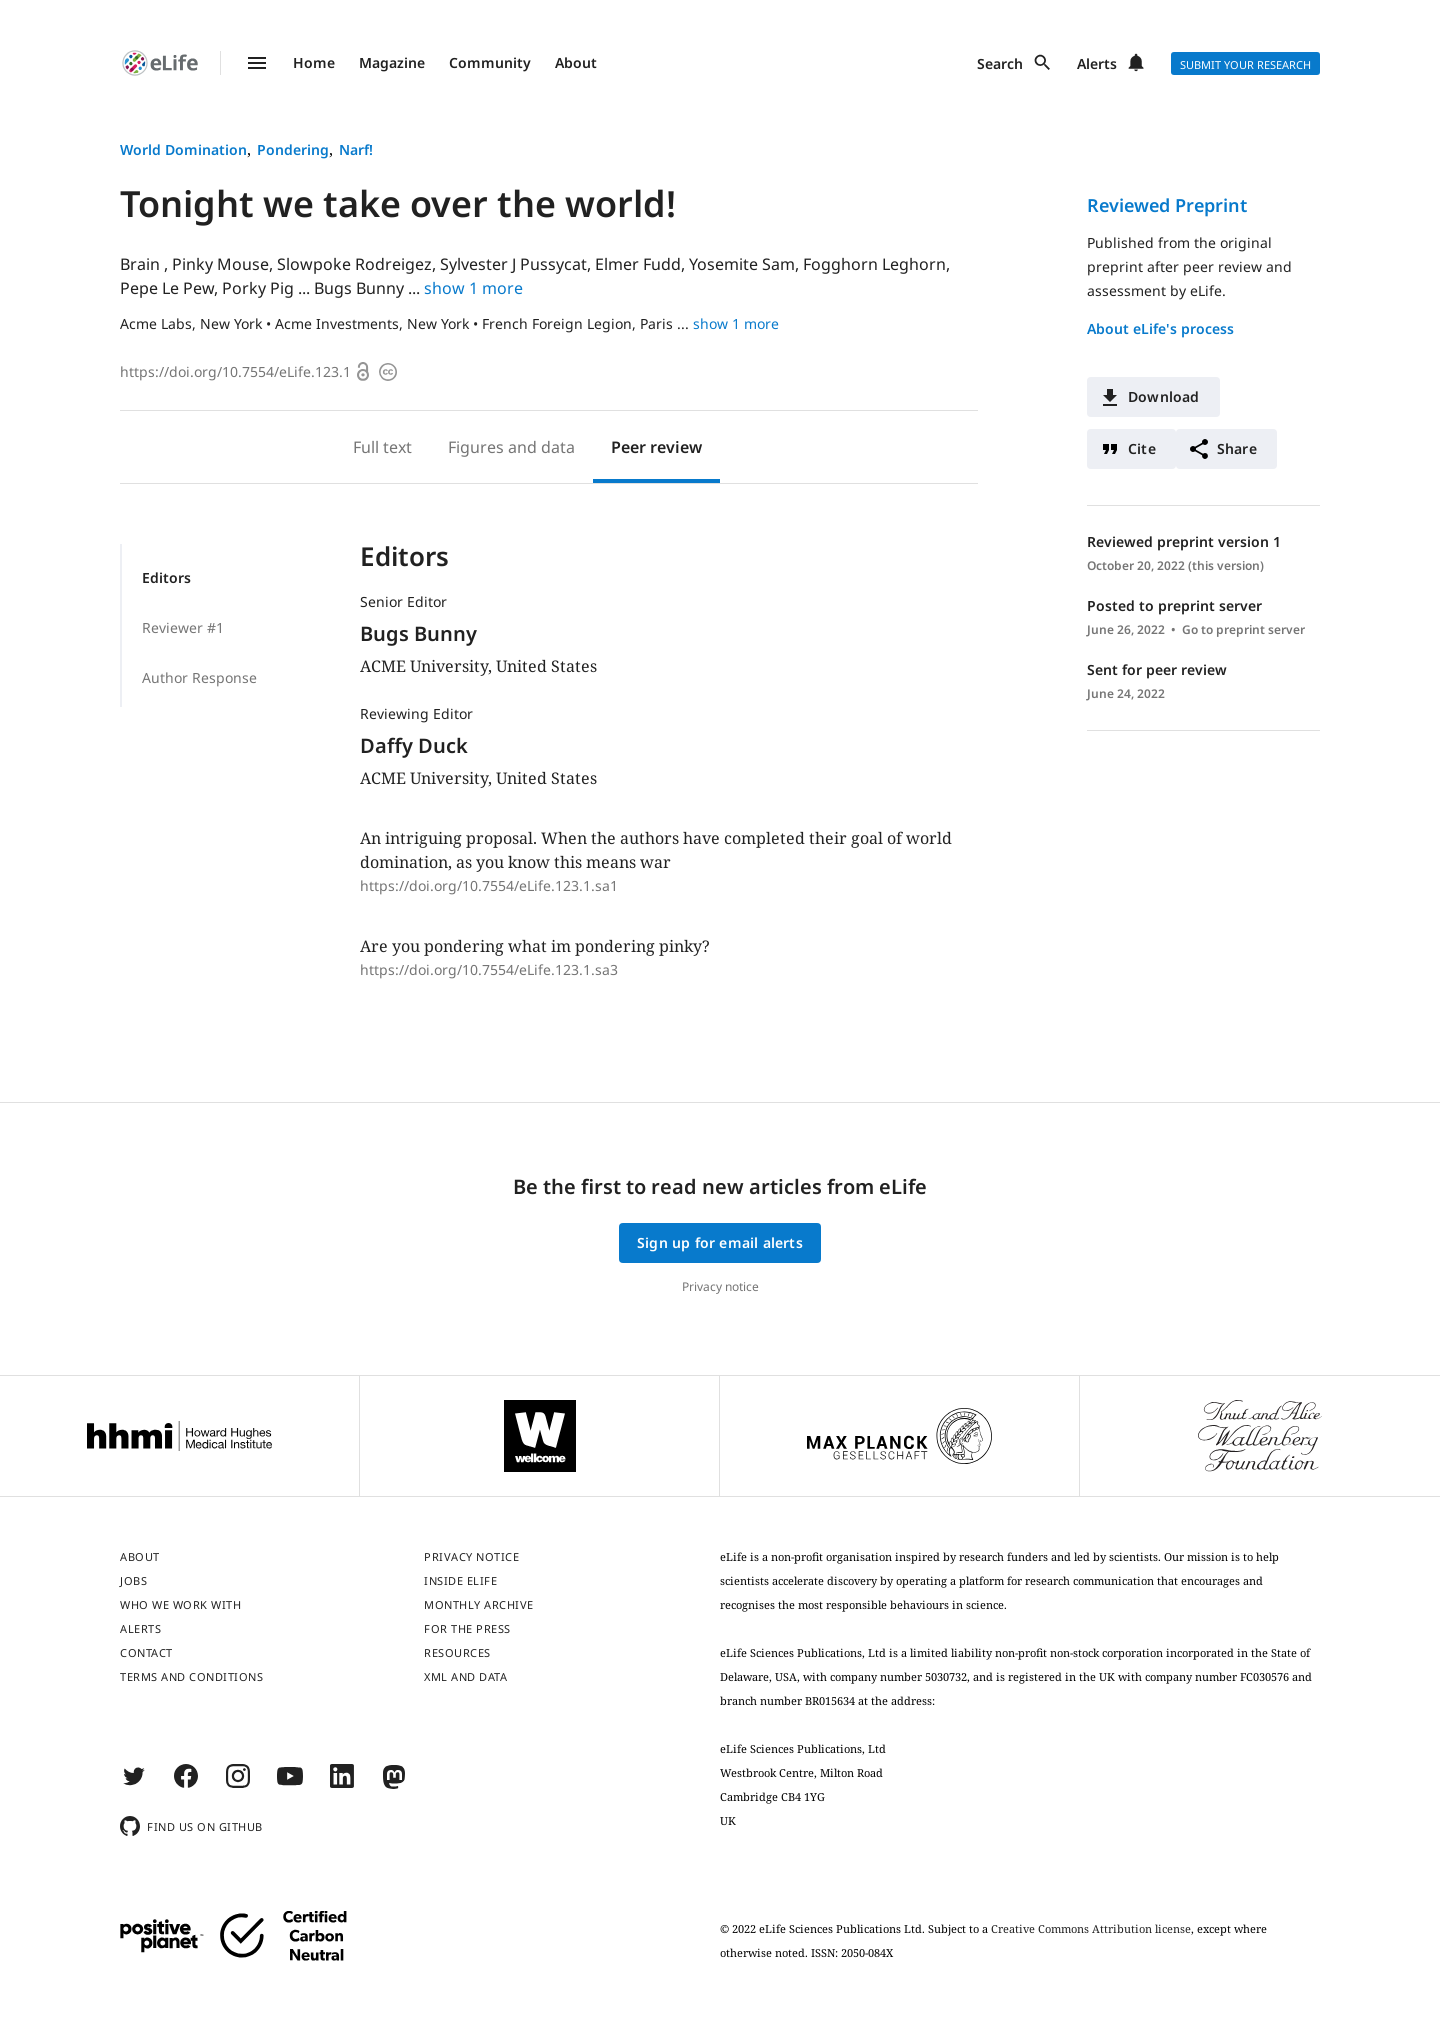 eLife
Home Magazine Community About
Search Alerts SUBMIT YOUR RESEARCH
World Domination, Pondering, Narf!
Tonight we take over the world!
Brain , Pinky Mouse, Slowpoke Rodreigez, Sylvester J Pussycat, Elmer Fudd, Yosemite Sam, Fogghorn Leghorn,
Pepe Le Pew, Porky Pig ... Bugs Bunny ... show 1 more
Acme Labs, New York • Acme Investments, New York • French Foreign Legion, Paris ... show 1 more
https://doi.org/10.7554/eLife.123.1
Full text Figures and data Peer review
Editors
Reviewer #1
Author Response
Editors
Senior Editor
Bugs Bunny
ACME University, United States
Reviewing Editor
Daffy Duck
ACME University, United States
An intriguing proposal. When the authors have completed their goal of world
domination, as you know this means war
https://doi.org/10.7554/eLife.123.1.sa1
Are you pondering what im pondering pinky?
https://doi.org/10.7554/eLife.123.1.sa3
Reviewed Preprint
Published from the original
preprint after peer review and
assessment by eLife.
About eLife's process
Download
Cite Share
Reviewed preprint version 1
October 20, 2022 (this version)
Posted to preprint server
June 26, 2022 • Go to preprint server
Sent for peer review
June 24, 2022
Be the first to read new articles from eLife
Sign up for email alerts
Privacy notice
hhmi Howard Hughes
Medical Institute
W
wellcome
MAX PLANCK
GESELLSCHAFT
Knut and Alice
Wallenberg
Foundation
ABOUT
JOBS
WHO WE WORK WITH
ALERTS
CONTACT
TERMS AND CONDITIONS
PRIVACY NOTICE
INSIDE ELIFE
MONTHLY ARCHIVE
FOR THE PRESS
RESOURCES
XML AND DATA
FIND US ON GITHUB
positive
planet
Certified
Carbon
Neutral
eLife is a non-profit organisation inspired by research funders and led by scientists. Our mission is to help
scientists accelerate discovery by operating a platform for research communication that encourages and
recognises the most responsible behaviours in science.
eLife Sciences Publications, Ltd is a limited liability non-profit non-stock corporation incorporated in the State of
Delaware, USA, with company number 5030732, and is registered in the UK with company number FC030576 and
branch number BR015634 at the address:
eLife Sciences Publications, Ltd
Westbrook Centre, Milton Road
Cambridge CB4 1YG
UK
© 2022 eLife Sciences Publications Ltd. Subject to a Creative Commons Attribution license, except where
otherwise noted. ISSN: 2050-084X